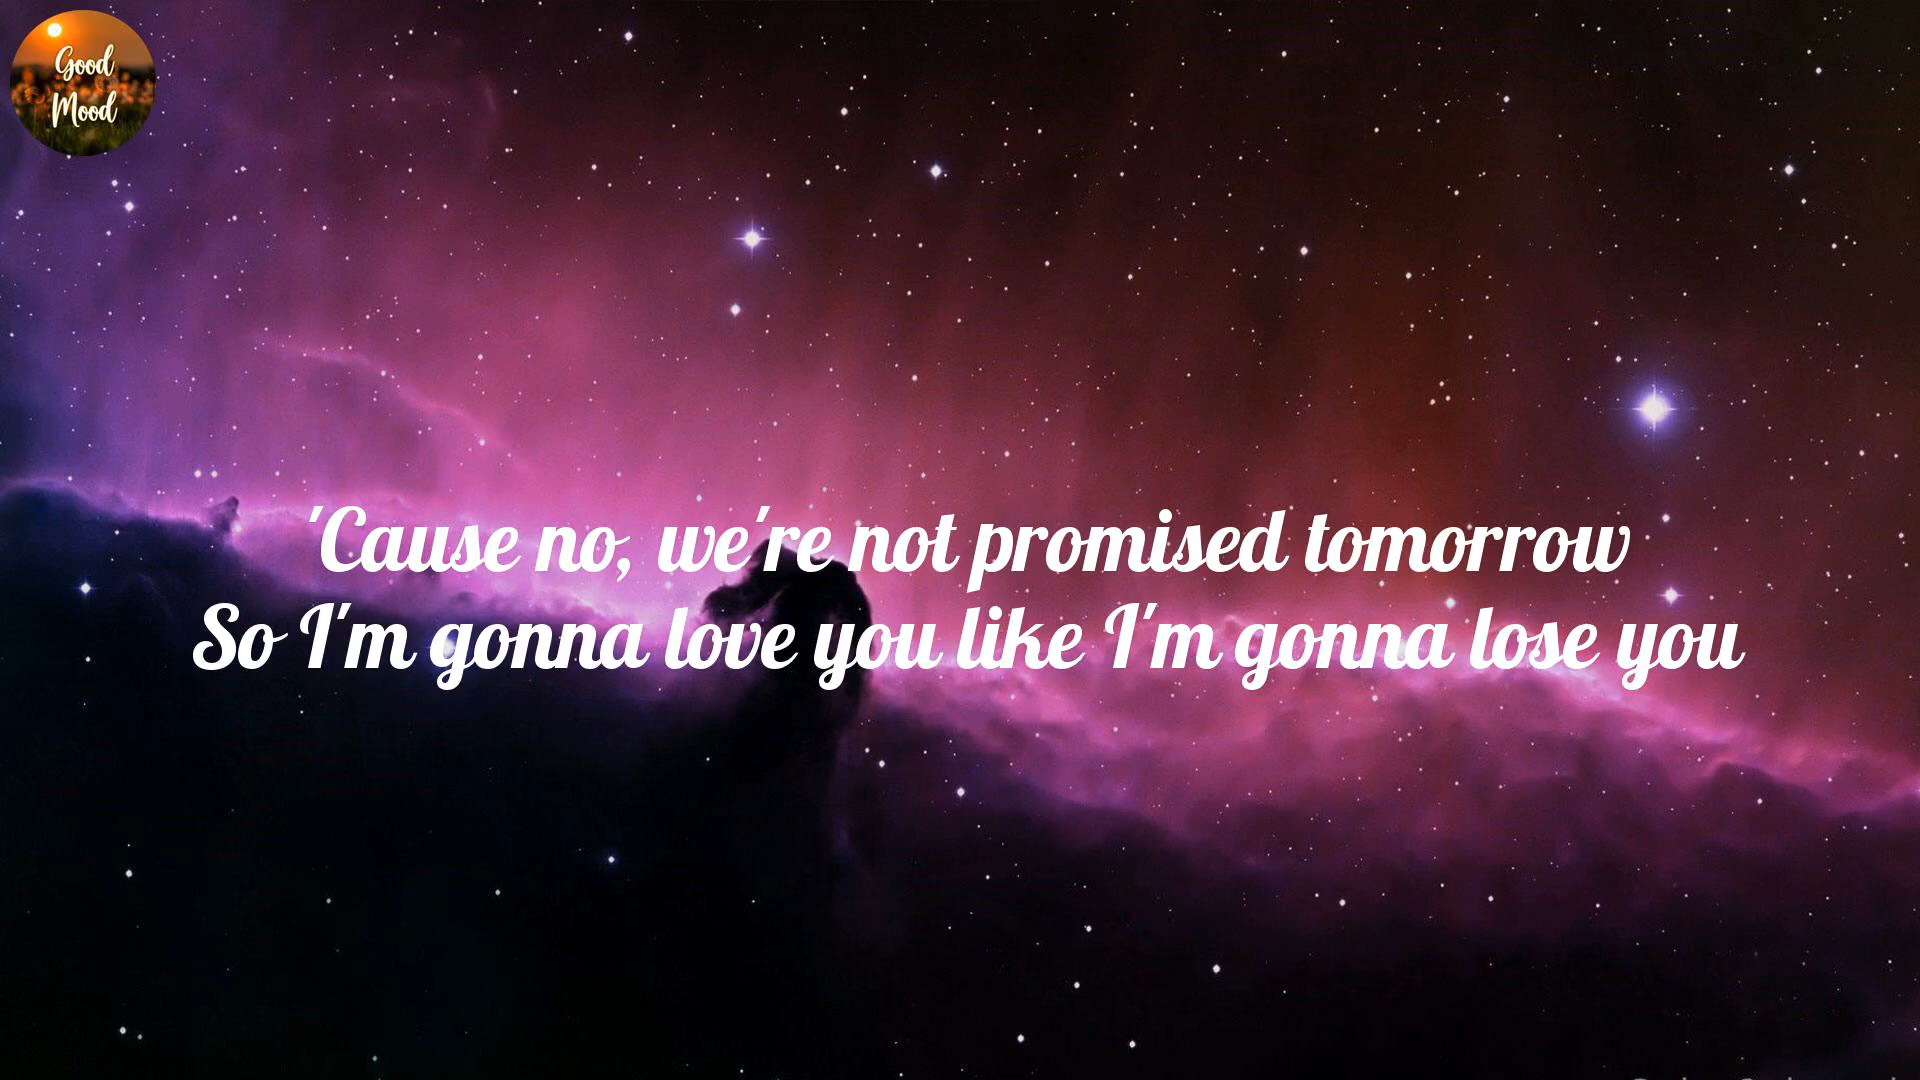 Good
Mood
'Cause no, we're not promised tomorrow
So I'm gonna love you like I'm gonna lose you